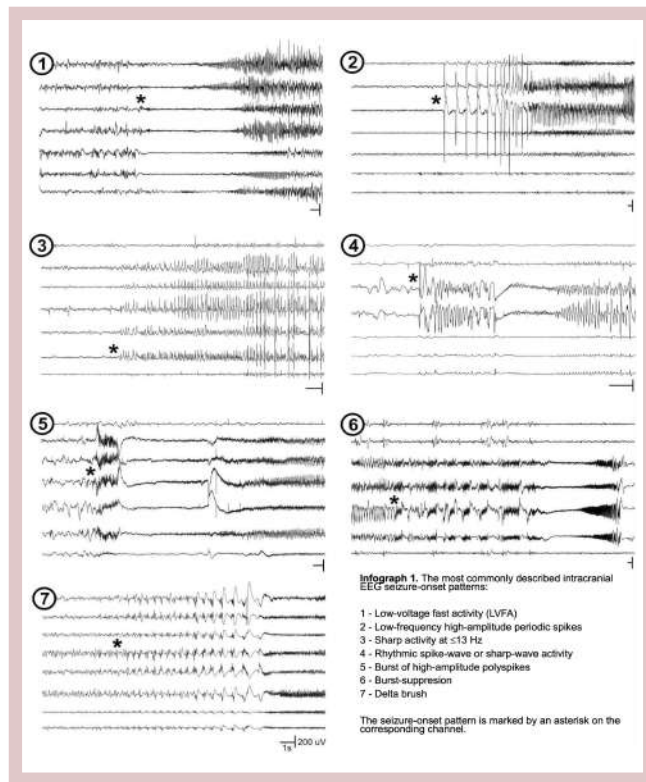 1
*
2
*
3
*
4
*
5
*
6
*
7
*
1s 200 uV
Infograph 1. The most commonly described intracranial
EEG seizure-onset patterns:
1 - Low-voltage fast activity (LVFA)
2 - Low-frequency high-amplitude periodic spikes
3 - Sharp activity at ≤13 Hz
4 - Rhythmic spike-wave or sharp-wave activity
5 - Burst of high-amplitude polyspikes
6 - Burst-suppresion
7 - Delta brush
The seizure-onset pattern is marked by an asterisk on the
corresponding channel.